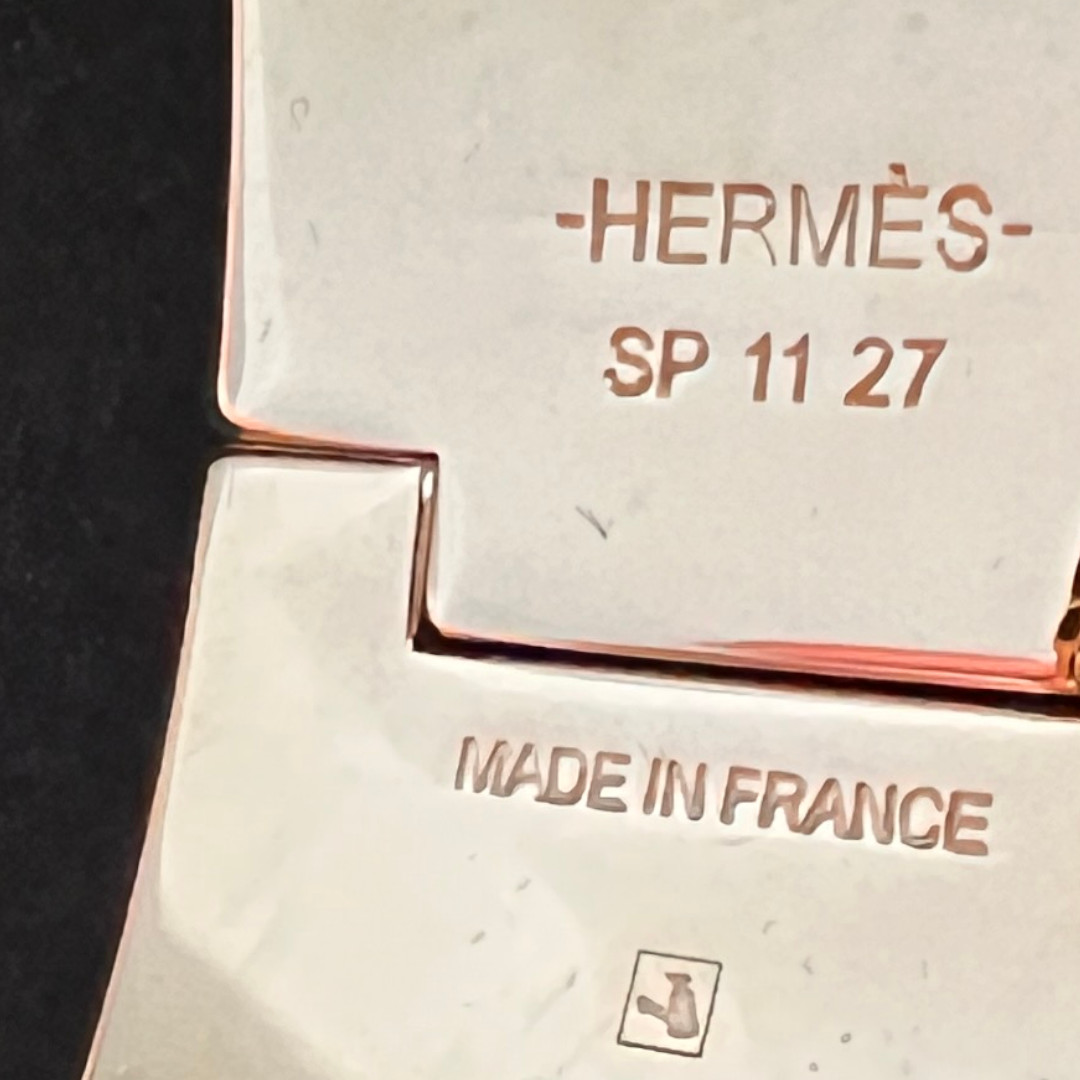 -HERMÈS-
SP 11 27
MADE IN FRANCE